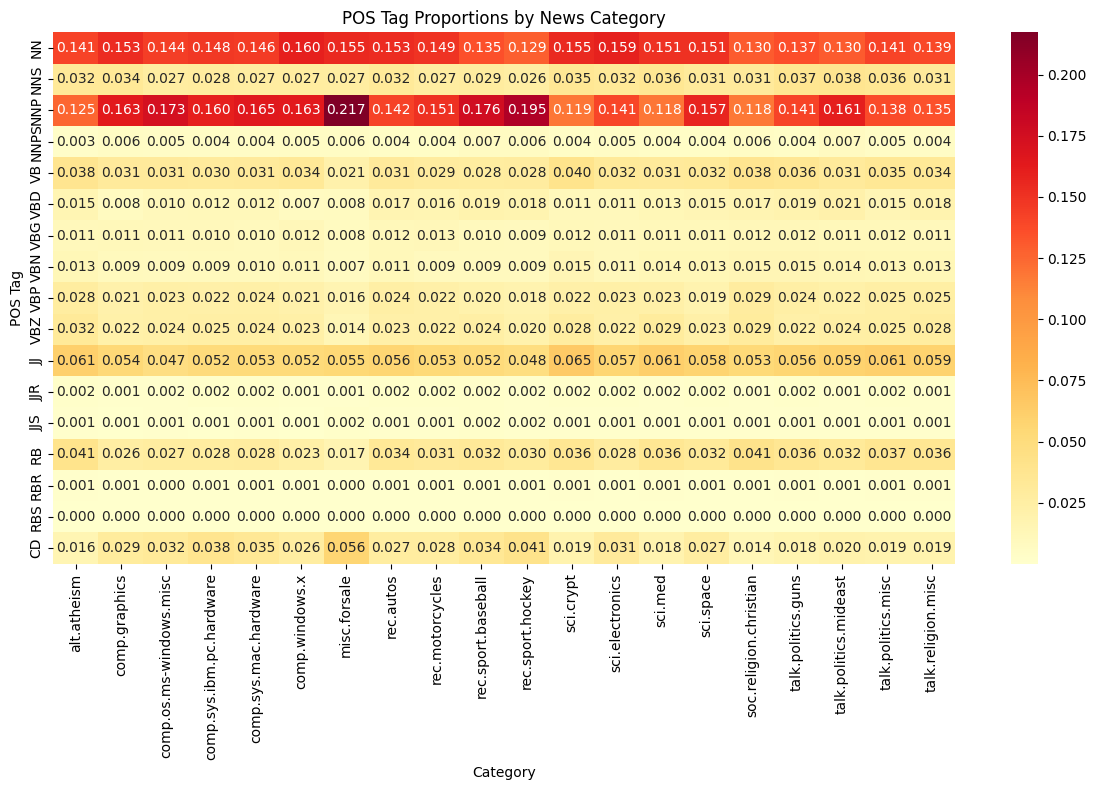 POS Tag Proportions by News Category
POS Tag
NN 0.141 0.153 0.144 0.148 0.146 0.160 0.155 0.153 0.149 0.135 0.129 0.155 0.159 0.151 0.151 0.130 0.137 0.130 0.141 0.139
NNS 0.032 0.034 0.027 0.028 0.027 0.027 0.027 0.032 0.027 0.029 0.026 0.035 0.032 0.036 0.031 0.031 0.037 0.038 0.036 0.031
NNP 0.125 0.163 0.173 0.160 0.165 0.163 0.217 0.142 0.151 0.176 0.195 0.119 0.141 0.118 0.157 0.118 0.141 0.161 0.138 0.135
NNPS 0.003 0.006 0.005 0.004 0.004 0.005 0.006 0.004 0.004 0.007 0.006 0.004 0.005 0.004 0.004 0.006 0.004 0.007 0.005 0.004
VB 0.038 0.031 0.031 0.030 0.031 0.034 0.021 0.031 0.029 0.028 0.028 0.040 0.032 0.031 0.032 0.038 0.036 0.031 0.035 0.034
VBD 0.015 0.008 0.010 0.012 0.012 0.007 0.008 0.017 0.016 0.019 0.018 0.011 0.011 0.013 0.015 0.017 0.019 0.021 0.015 0.018
VBG 0.011 0.011 0.011 0.010 0.010 0.012 0.008 0.012 0.013 0.010 0.009 0.012 0.011 0.011 0.011 0.012 0.012 0.011 0.012 0.011
VBN 0.013 0.009 0.009 0.009 0.010 0.011 0.007 0.011 0.009 0.009 0.009 0.015 0.011 0.014 0.013 0.015 0.015 0.014 0.013 0.013
VBP 0.028 0.021 0.023 0.022 0.024 0.021 0.016 0.024 0.022 0.020 0.018 0.022 0.023 0.023 0.019 0.029 0.024 0.022 0.025 0.025
VBZ 0.032 0.022 0.024 0.025 0.024 0.023 0.014 0.023 0.022 0.024 0.020 0.028 0.022 0.029 0.023 0.029 0.022 0.024 0.025 0.028
JJ 0.061 0.054 0.047 0.052 0.053 0.052 0.055 0.056 0.053 0.052 0.048 0.065 0.057 0.061 0.058 0.053 0.056 0.059 0.061 0.059
JJR 0.002 0.001 0.002 0.002 0.002 0.001 0.001 0.002 0.002 0.002 0.002 0.002 0.002 0.002 0.002 0.001 0.002 0.001 0.002 0.001
JJS 0.001 0.001 0.001 0.001 0.001 0.001 0.002 0.001 0.001 0.002 0.002 0.001 0.001 0.001 0.001 0.001 0.001 0.001 0.001 0.001
RB 0.041 0.026 0.027 0.028 0.028 0.023 0.017 0.034 0.031 0.032 0.030 0.036 0.028 0.036 0.032 0.041 0.036 0.032 0.037 0.036
RBR 0.001 0.001 0.000 0.001 0.001 0.001 0.000 0.001 0.001 0.001 0.001 0.001 0.001 0.001 0.001 0.001 0.001 0.001 0.001 0.001
RBS 0.000 0.000 0.000 0.000 0.000 0.000 0.000 0.000 0.000 0.000 0.000 0.000 0.000 0.000 0.000 0.000 0.000 0.000 0.000 0.000
CD 0.016 0.029 0.032 0.038 0.035 0.026 0.056 0.027 0.028 0.034 0.041 0.019 0.031 0.018 0.027 0.014 0.018 0.020 0.019 0.019
alt.atheism
comp.graphics
comp.os.ms-windows.misc
comp.sys.ibm.pc.hardware
comp.sys.mac.hardware
comp.windows.x
misc.forsale
rec.autos
rec.motorcycles
rec.sport.baseball
rec.sport.hockey
sci.crypt
sci.electronics
sci.med
sci.space
soc.religion.christian
talk.politics.guns
talk.politics.mideast
talk.politics.misc
talk.religion.misc
Category
0.200
0.175
0.150
0.125
0.100
0.075
0.050
0.025